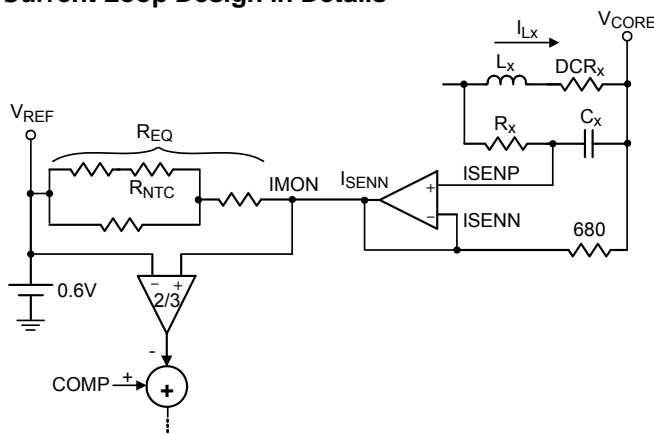 Current Loop Design in Details
VCORE
ILx
Lx
DCRx
VREF
REQ
Rx
Cx
RNTC
IMON
ISENN
ISENP
+
−
ISENN
680
0.6V
− +
2/3
-
COMP
+
+